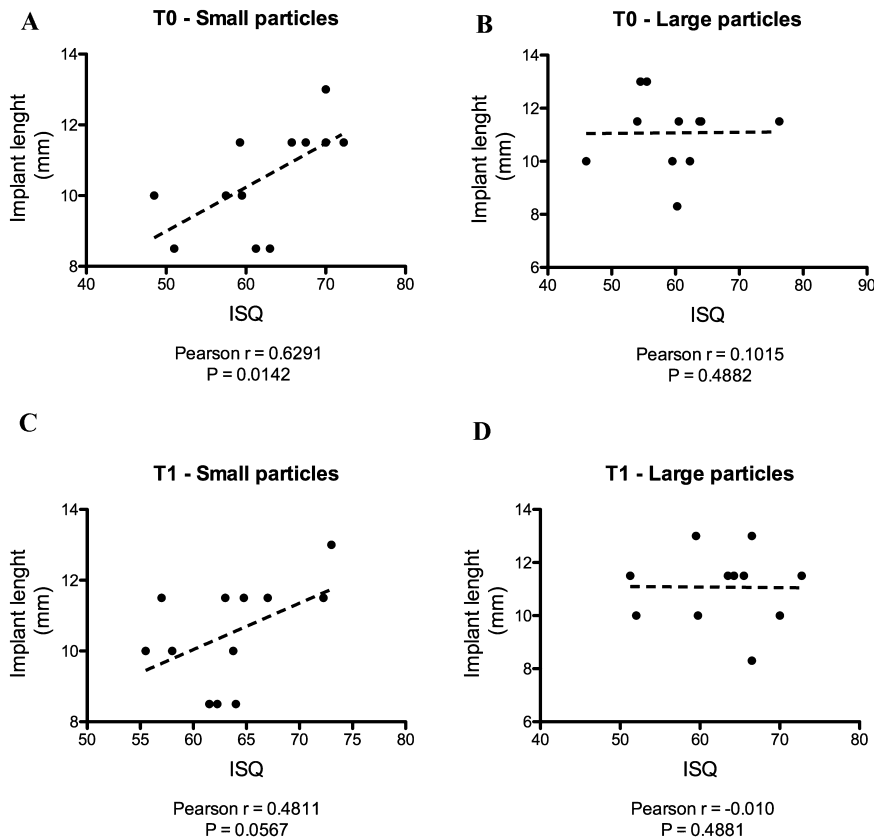 A
T0 - Small particles
14
12
10
8
40
50
60
70
80
Implant lenght
(mm)
ISQ
Pearson r = 0.6291
P = 0.0142
B
T0 - Large particles
14
12
10
8
6
40
50
60
70
80
90
Implant lenght
(mm)
ISQ
Pearson r = 0.1015
P = 0.4882
C
T1 - Small particles
14
12
10
8
50
55
60
65
70
75
80
Implant lenght
(mm)
ISQ
Pearson r = 0.4811
P = 0.0567
D
T1 - Large particles
14
12
10
8
6
40
50
60
70
80
Implant lenght
(mm)
ISQ
Pearson r = -0.010
P = 0.4881